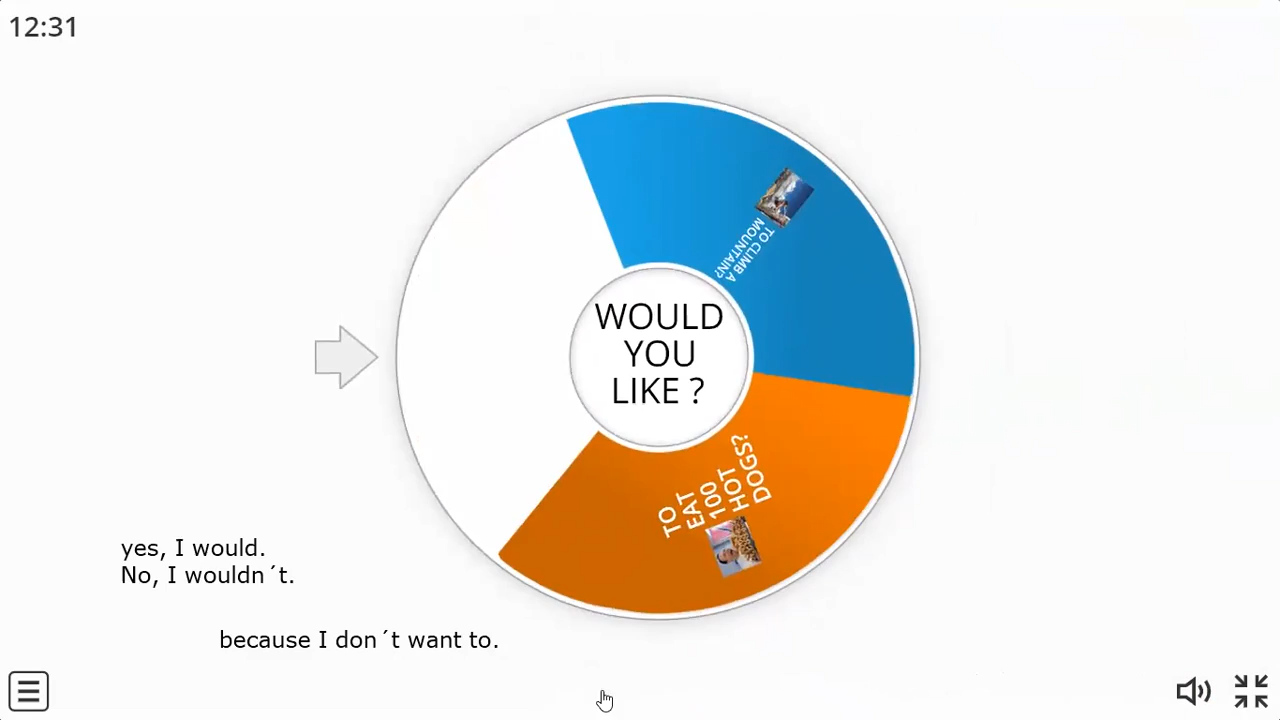 12:31
TO CLIMB A
MOUNTAIN?
WOULD
YOU
LIKE ?
TO
EAT
100
HOT
DOGS?
yes, I would.
No, I wouldn´t.
because I don´t want to.